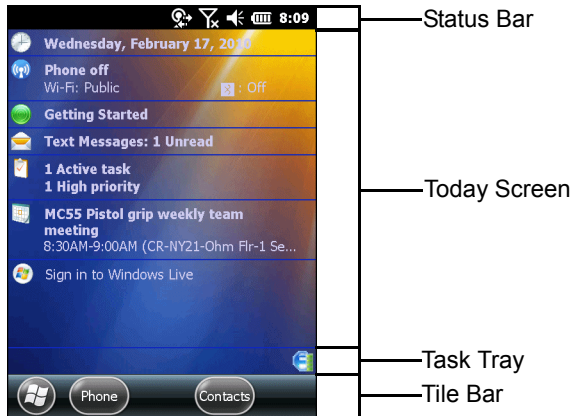 8:09
Status Bar
Wednesday, February 17,
Phone off
Wi-Fi: Public : Off
Getting Started
Text Messages: 1 Unread
1 Active task
1 High priority
Today Screen
MC55 Pistol grip weekly team
meeting
8:30AM-9:00AM (CR-NY21-Ohm Flr-1 Se...
Sign in to Windows Live
Task Tray
Phone
Contacts
Tile Bar